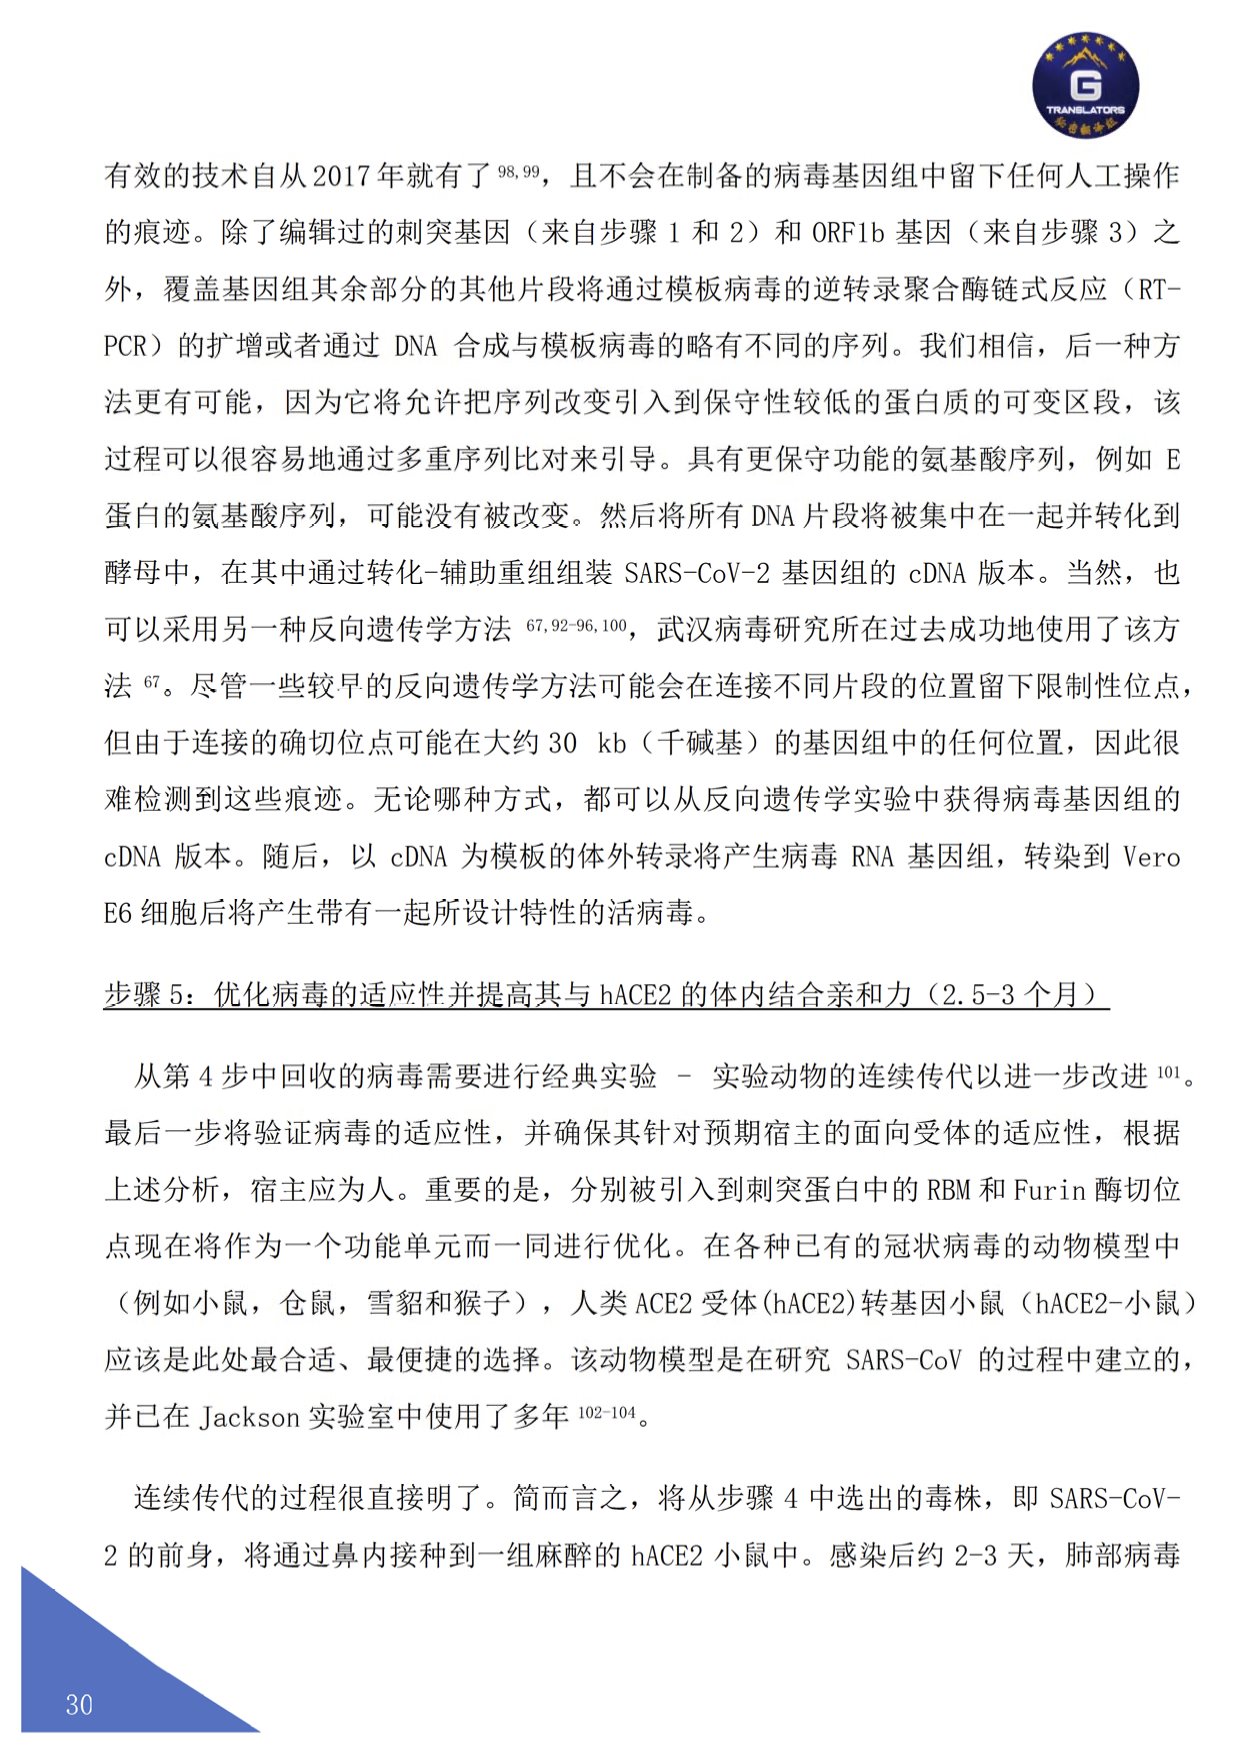 G
TRANSLATORS
有效的技术自从2017年就有了98,99，且不会在制备的病毒基因组中留下任何人工操作
的痕迹。除了编辑过的刺突基因（来自步骤 1 和 2）和 ORF1b 基因（来自步骤 3）之
外，覆盖基因组其余部分的其他片段将通过模板病毒的逆转录聚合酶链式反应（RT-
PCR）的扩增或者通过 DNA 合成与模板病毒的略有不同的序列。我们相信，后一种方
法更有可能，因为它将允许把序列改变引入到保守性较低的蛋白质的可变区段，该
过程可以很容易地通过多重序列比对来引导。具有更保守功能的氨基酸序列，例如 E
蛋白的氨基酸序列，可能没有被改变。然后将所有 DNA 片段将被集中在一起并转化到
酵母中，在其中通过转化-辅助重组组装 SARS-CoV-2 基因组的 cDNA 版本。当然，也
可以采用另一种反向遗传学方法 67,92-96,100，武汉病毒研究所在过去成功地使用了该方
法 67。尽管一些较早的反向遗传学方法可能会在连接不同片段的位置留下限制性位点，
但由于连接的确切位点可能在大约 30 kb（千碱基）的基因组中的任何位置，因此很
难检测到这些痕迹。无论哪种方式，都可以从反向遗传学实验中获得病毒基因组的
cDNA 版本。随后，以 cDNA 为模板的体外转录将产生病毒 RNA 基因组，转染到 Vero
E6 细胞后将产生带有一起所设计特性的活病毒。
步骤 5：优化病毒的适应性并提高其与 hACE2 的体内结合亲和力（2.5-3 个月）
从第 4 步中回收的病毒需要进行经典实验 - 实验动物的连续传代以进一步改进 101。
最后一步将验证病毒的适应性，并确保其针对预期宿主的面向受体的适应性，根据
上述分析，宿主应为人。重要的是，分别被引入到刺突蛋白中的 RBM 和 Furin 酶切位
点现在将作为一个功能单元而一同进行优化。在各种已有的冠状病毒的动物模型中
（例如小鼠，仓鼠，雪貂和猴子），人类 ACE2 受体(hACE2)转基因小鼠（hACE2-小鼠）
应该是此处最合适、最便捷的选择。该动物模型是在研究 SARS-CoV 的过程中建立的，
并已在 Jackson 实验室中使用了多年 102-104。
连续传代的过程很直接明了。简而言之，将从步骤 4 中选出的毒株，即 SARS-CoV-
2 的前身，将通过鼻内接种到一组麻醉的 hACE2 小鼠中。感染后约 2-3 天，肺部病毒
30